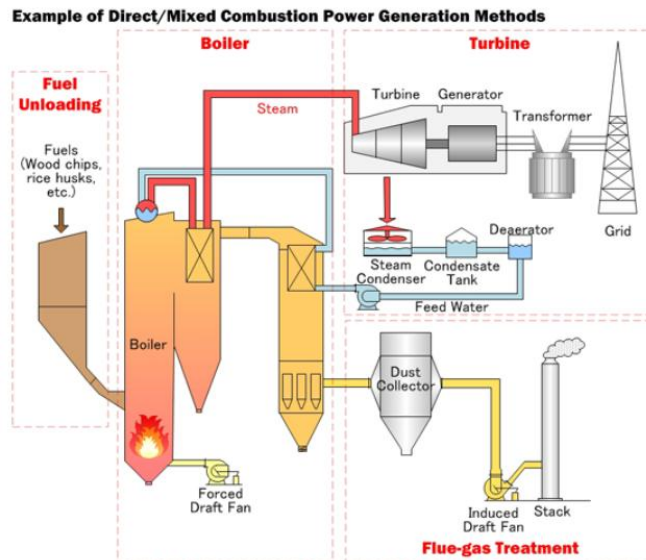 Example of Direct/Mixed Combustion Power Generation Methods
Boiler
Turbine
Fuel
Unloading
Fuels
(Wood chips,
rice husks,
etc.)
Steam
Turbine
Generator
Transformer
Grid
Steam
Condenser
Condensate
Tank
Deaerator
Feed Water
Boiler
Forced
Draft Fan
Dust
Collector
Induced
Draft Fan
Stack
Flue-gas Treatment